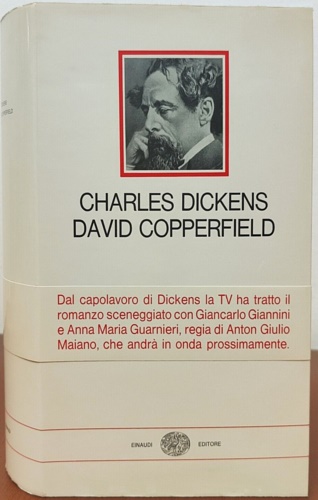 CHARLES DICKENS
DAVID COPPERFIELD
Dal capolavoro di Dickens la TV ha tratto il
romanzo sceneggiato con Giancarlo Giannini
e Anna Maria Guarnieri, regia di Anton Giulio
Maiano, che andrà in onda prossimamente.
EINAUDI EDITORE